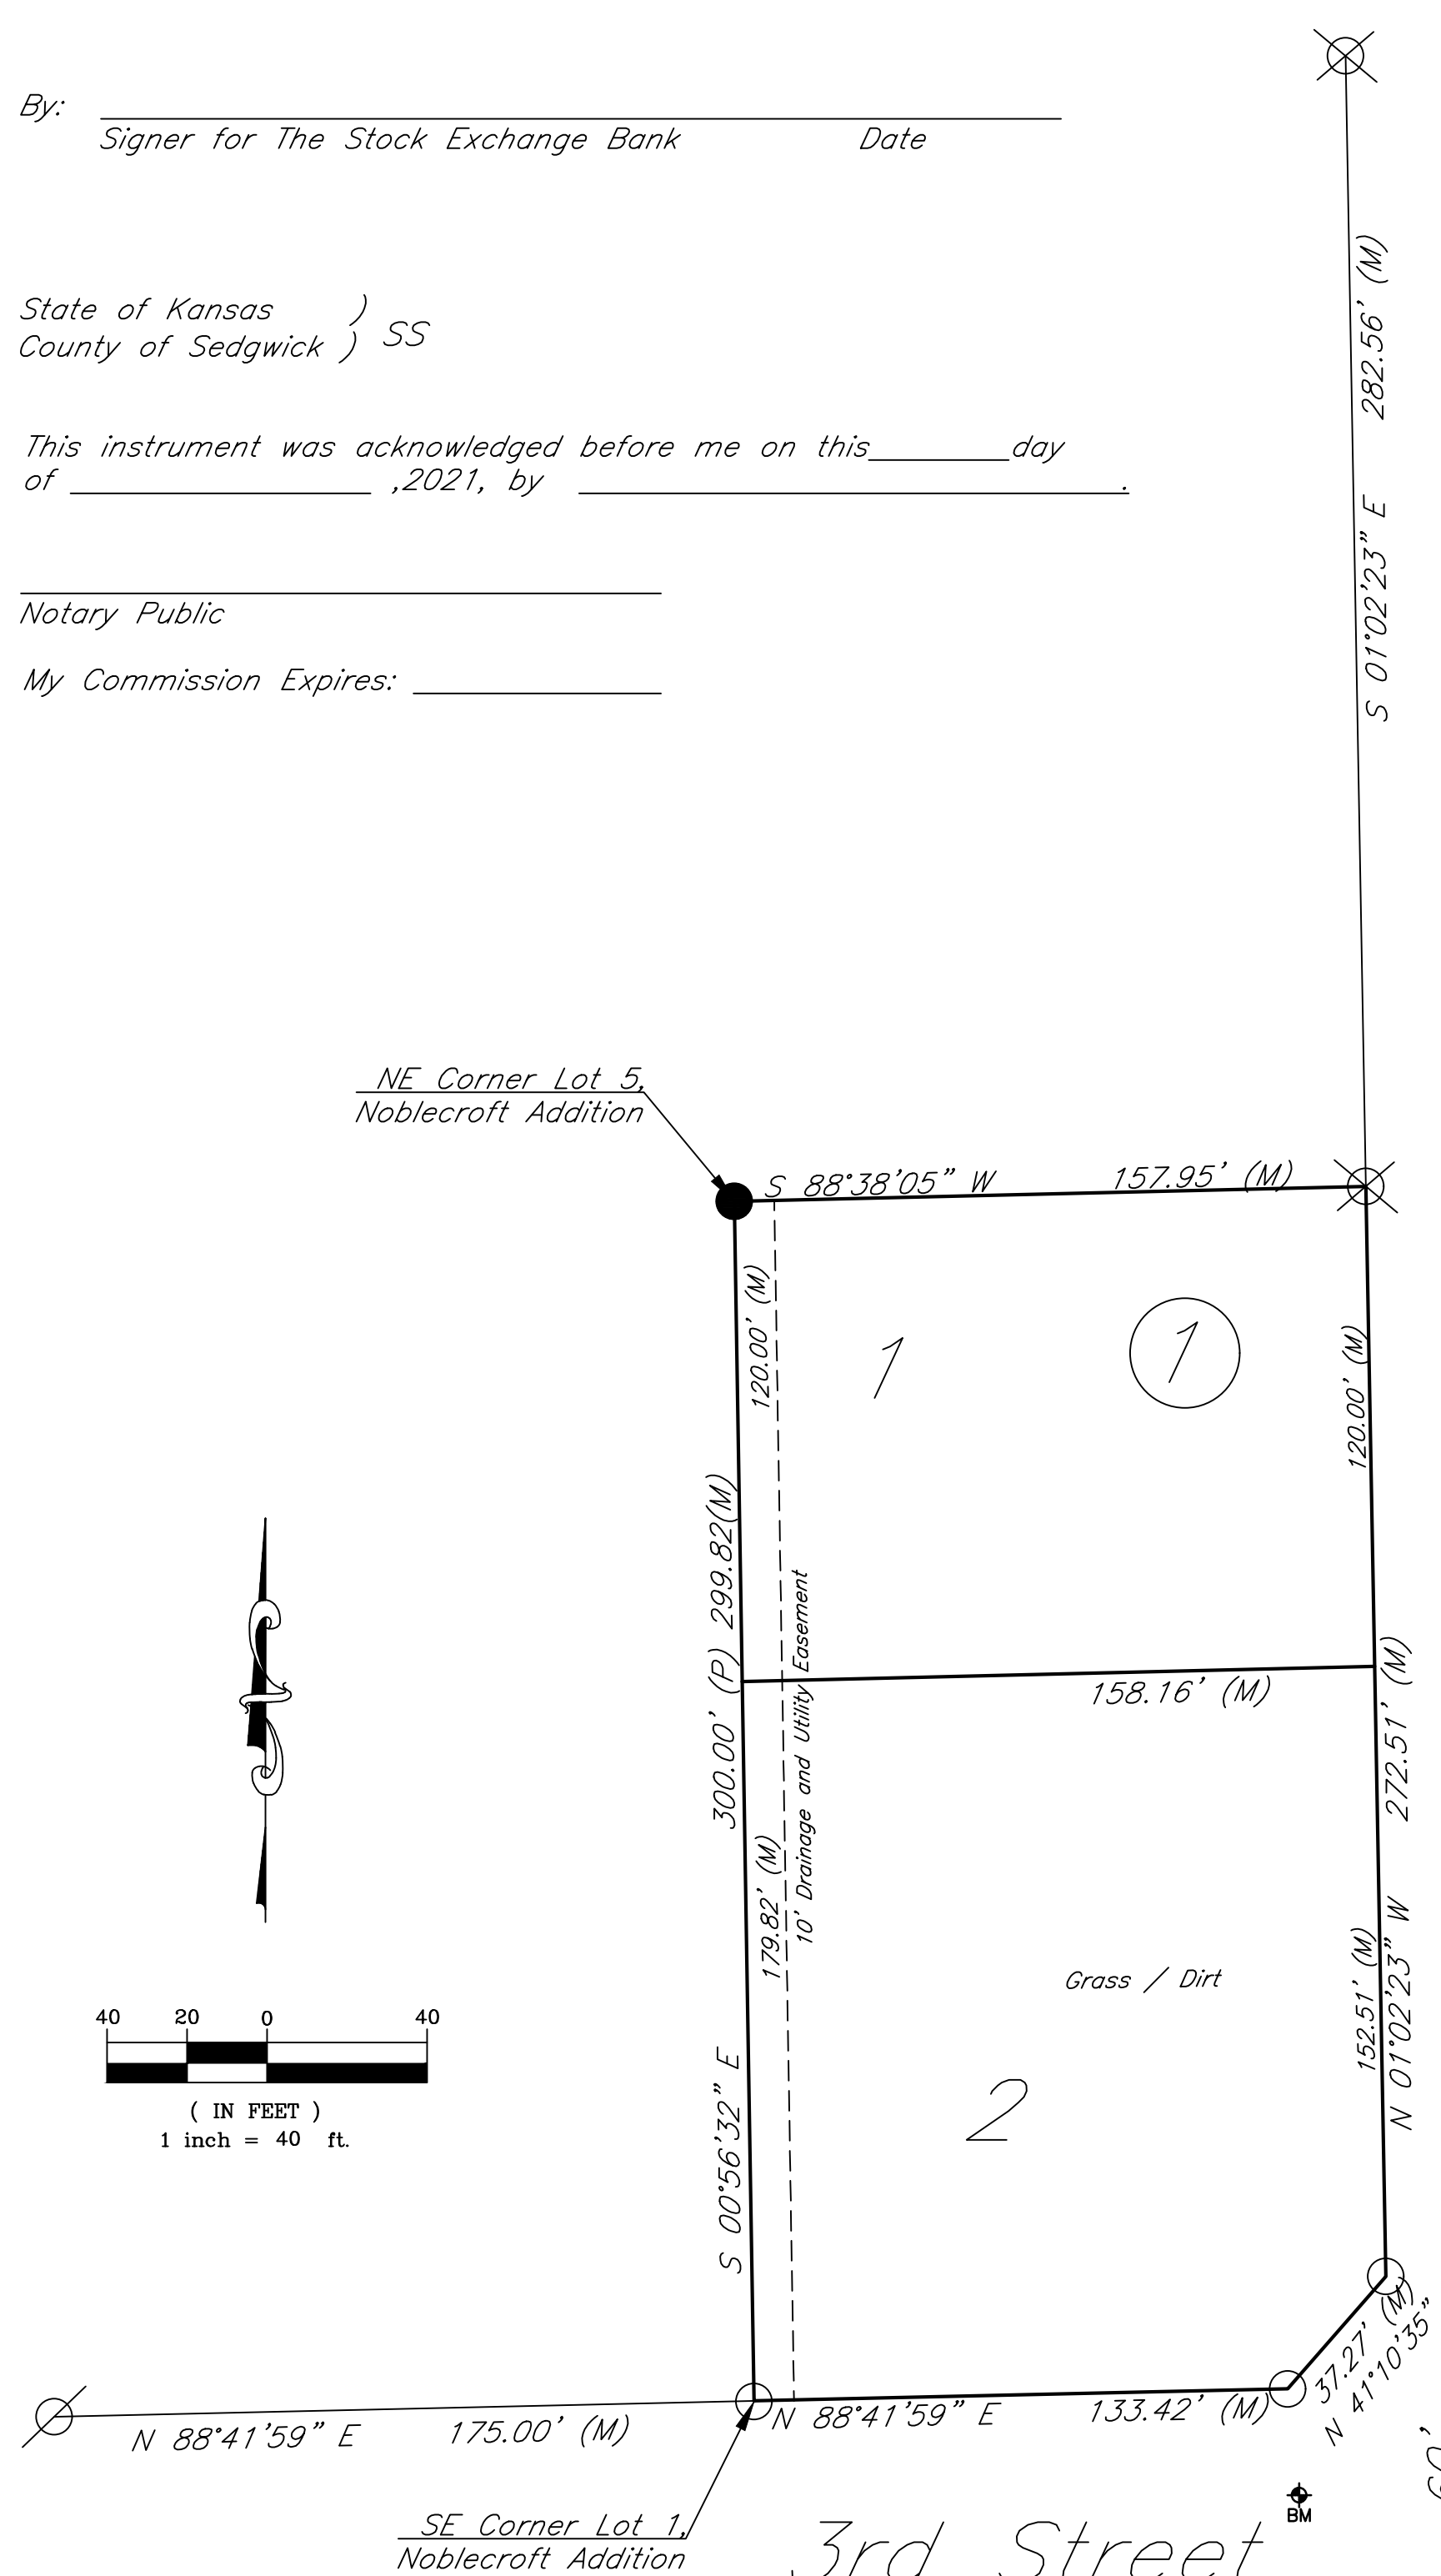 By:
Signer for The Stock Exchange Bank Date
State of Kansas )
County of Sedgwick ) SS
This instrument was acknowledged before me on this day
of ,2021, by .
Notary Public
My Commission Expires:
282.56' (M)
S 01°02'23" E
NE Corner Lot 5,
Noblecroft Addition
S 88°38'05" W 157.95' (M)
120.00' (M)
1
1
120.00' (M)
300.00' (P) 299.82(M)
10' Drainage and Utility Easement
158.16' (M)
272.51' (M)
179.82' (M)
Grass / Dirt
152.51' (M)
N 01°02'23" W
40 20 0 40
( IN FEET )
1 inch = 40 ft.
S 00°56'32" E
2
37.27' (M)
N 41°10'35"
N 88°41'59" E 175.00' (M)
N 88°41'59" E 133.42' (M)
60'
BM
SE Corner Lot 1,
Noblecroft Addition
3rd Street